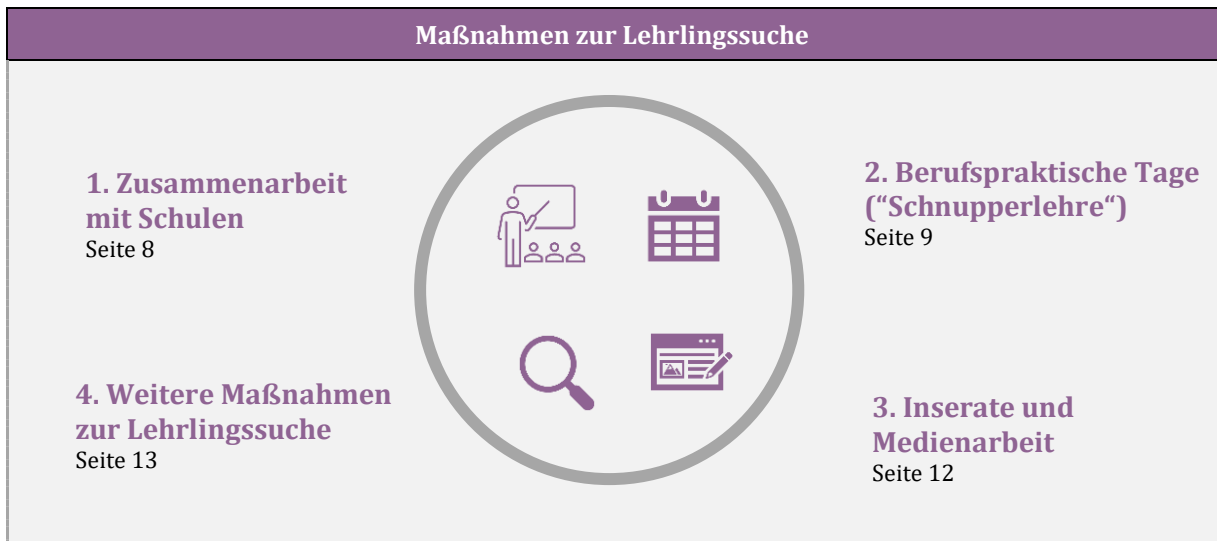 Maßnahmen zur Lehrlingssuche
1. Zusammenarbeit
mit Schulen
Seite 8
2. Berufspraktische Tage
(“Schnupperlehre“)
Seite 9
3. Inserate und
Medienarbeit
Seite 12
4. Weitere Maßnahmen
zur Lehrlingssuche
Seite 13